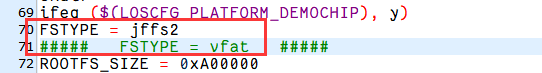 69 ifeq ($(LOSCFG_PLATFORM_DEMOCHIP), y)
70 FSTYPE = jffs2
71 ##### FSTYPE = vfat #####
72 ROOTFS_SIZE = 0xA00000